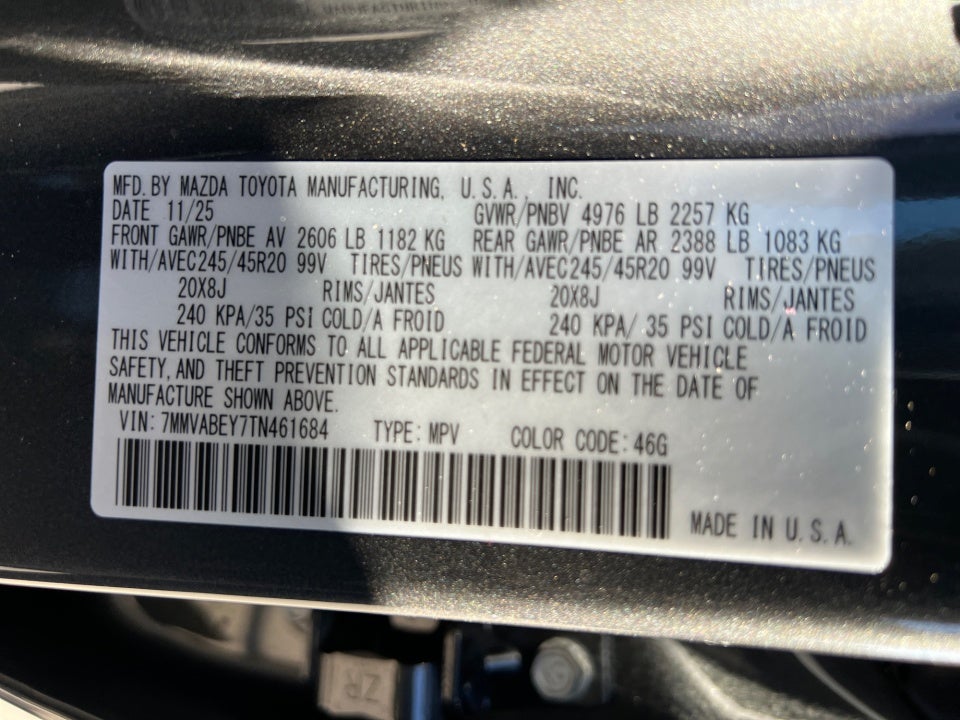 MFD. BY MAZDA TOYOTA MANUFACTURING, U.S.A., INC.
DATE 11/25 GVWR/PNBV 4976 LB 2257 KG
FRONT GAWR/PNBE AV 2606 LB 1182 KG REAR GAWR/PNBE AR 2388 LB 1083 KG
WITH/AVEC245/45R20 99V TIRES/PNEUS WITH/AVEC245/45R20 99V TIRES/PNEUS
20X8J RIMS/JANTES 20X8J RIMS/JANTES
240 KPA/35 PSI COLD/A FROID 240 KPA/ 35 PSI COLD/A FROID
THIS VEHICLE CONFORMS TO ALL APPLICABLE FEDERAL MOTOR VEHICLE
SAFETY, AND THEFT PREVENTION STANDARDS IN EFFECT ON THE DATE OF
MANUFACTURE SHOWN ABOVE.
VIN: 7MMVABEY7TN461684 TYPE: MPV COLOR CODE: 46G
MADE IN U.S.A.
ZR